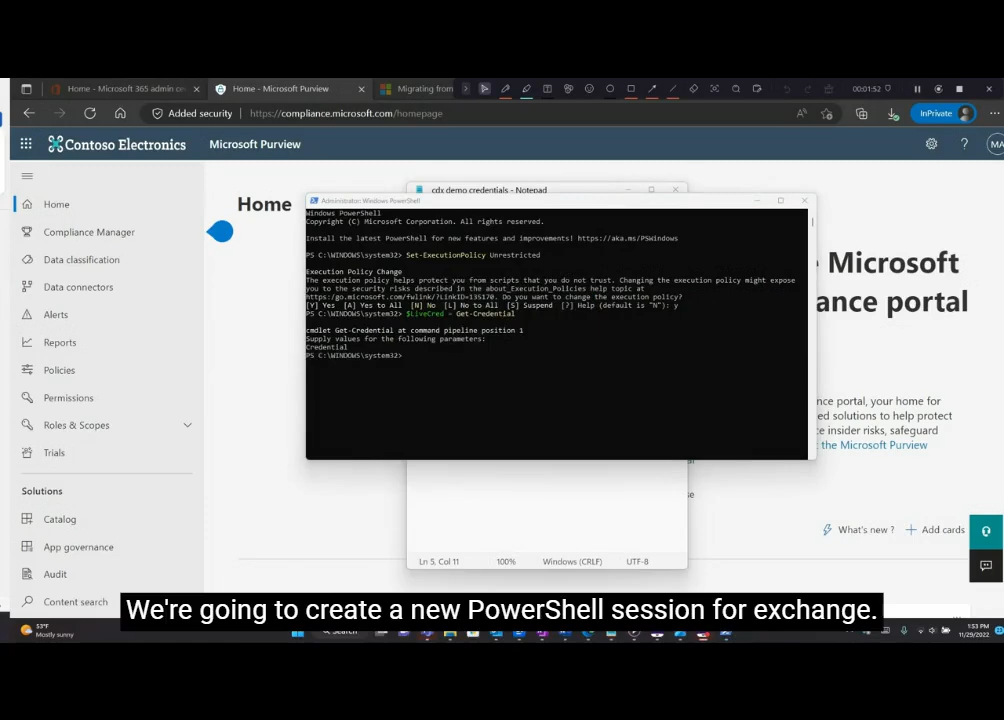 Home - Microsoft 365 admin
Home - Microsoft Purview
Migrating from
00:01:52
Added security
https://compliance.microsoft.com/homepage
InPrivate
Contoso Electronics
Microsoft Purview
MA
Home
Compliance Manager
Data classification
Data connectors
Alerts
Reports
Policies
Permissions
Roles & Scopes
Trials
Solutions
Catalog
App governance
Audit
Content search
Home
cdx demo credentials - Notepad
Administrator: Windows PowerShell
Windows PowerShell
Copyright (C) Microsoft Corporation. All rights reserved.
Install the latest PowerShell for new features and improvements! https://aka.ms/PSWindows
PS C:\WINDOWS\system32> Set-ExecutionPolicy Unrestricted
Execution Policy Change
The execution policy helps protect you from scripts that you do not trust. Changing the execution policy might expose
you to the security risks described in the about_Execution_Policies help topic at
https:/go.microsoft.com/fwlink/?LinkID=135170. Do you want to change the execution policy?
[Y] Yes [A] Yes to All [N] No [L] No to All [S] Suspend [?] Help (default is "N"): y
PS C:\WINDOWS\system32> $LiveCred = Get-Credential
cmdlet Get-Credential at command pipeline position 1
Supply values for the following parameters:
Credential
PS C:\WINDOWS\system32>
Microsoft
ance portal
nce portal, your home for
ed solutions to help protect
e insider risks, safeguard
t the Microsoft Purview
What's new ?
Add cards
Ln 5, Col 11
100%
Windows (CRLF)
UTF-8
We're going to create a new PowerShell session for exchange.
53°F
Mostly sunny
Search
1:53 PM
11/29/2022